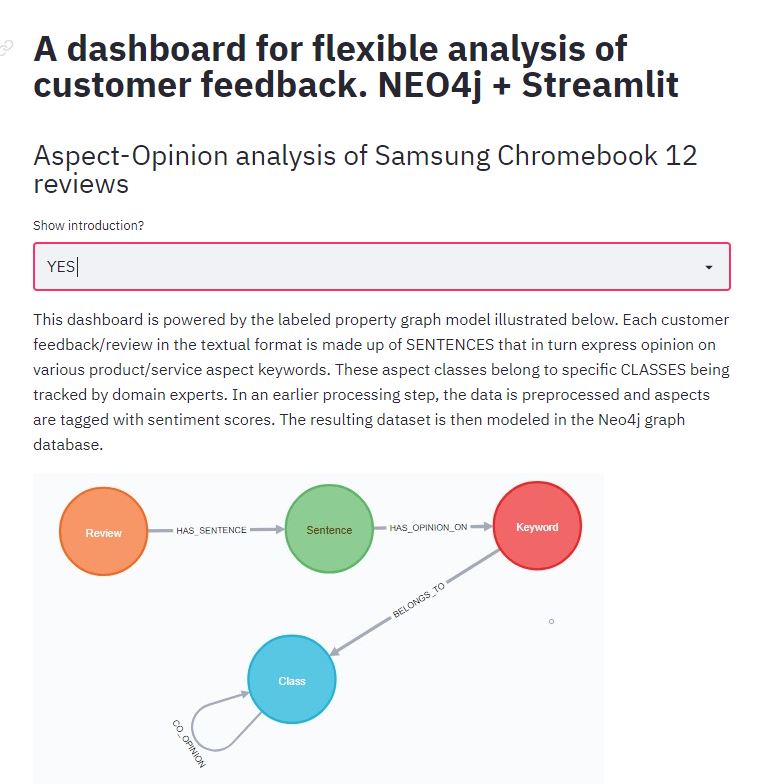 A dashboard for flexible analysis of
customer feedback. NEO4j + Streamlit
Aspect-Opinion analysis of Samsung Chromebook 12
reviews
Show introduction?
YES
This dashboard is powered by the labeled property graph model illustrated below. Each customer
feedback/review in the textual format is made up of SENTENCES that in turn express opinion on
various product/service aspect keywords. These aspect classes belong to specific CLASSES being
tracked by domain experts. In an earlier processing step, the data is preprocessed and aspects
are tagged with sentiment scores. The resulting dataset is then modeled in the Neo4j graph
database.
Review
HAS_SENTENCE
Sentence
HAS_OPINION_ON
Keyword
BELONGS_TO
Class
CO_OPINION